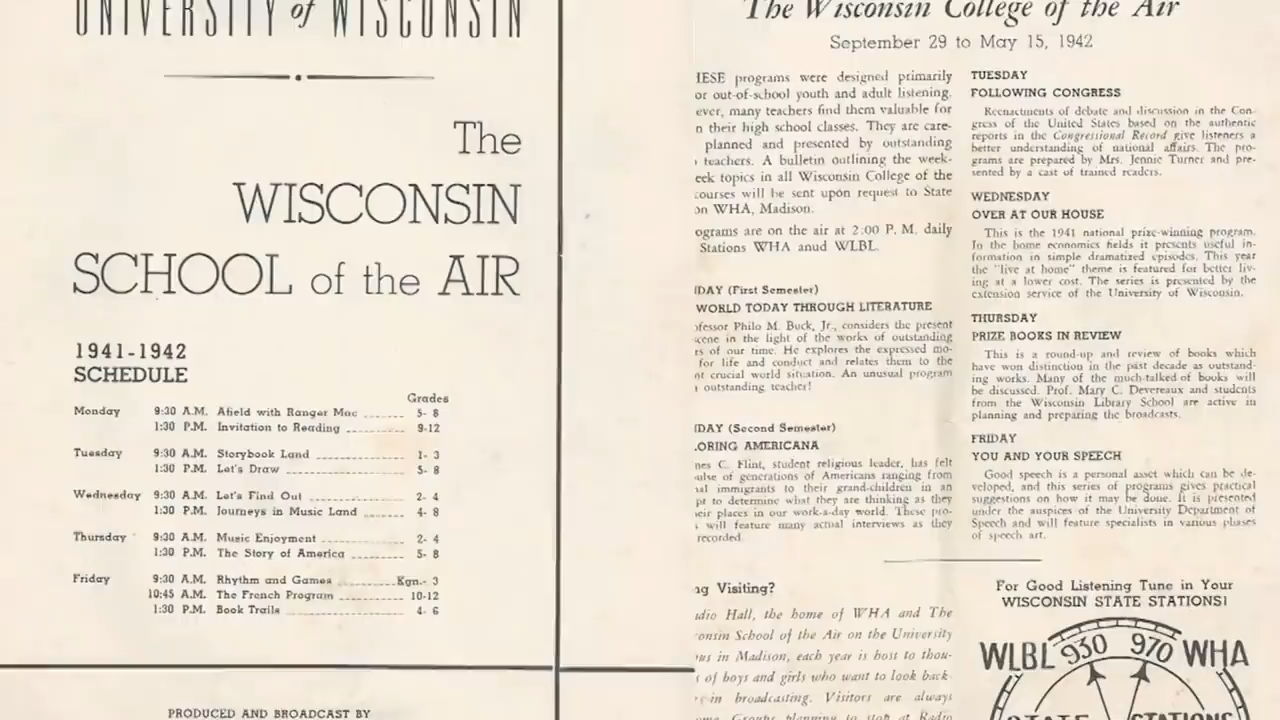 UNIVERSITY of WISCONSIN
The
WISCONSIN
SCHOOL of the AIR
1941-1942
SCHEDULE
Grades
Monday 9:30 A.M. Afield with Ranger Mac 5- 8
1:30 P.M. Invitation to Reading 9-12
Tuesday 9:30 A.M. Storybook Land 1- 3
1:30 P.M. Let's Draw 5- 8
Wednesday 9:30 A.M. Let's Find Out 2- 4
1:30 P.M. Journeys in Music Land 4- 8
Thursday 9:30 A.M. Music Enjoyment 2- 4
1:30 P.M. The Story of America 5- 8
Friday 9:30 A.M. Rhythm and Games Kgn.- 3
10:45 A.M. The French Program 10-12
1:30 P.M. Book Trails 4- 6
PRODUCED AND BROADCAST BY
The Wisconsin College of the Air
September 29 to May 15, 1942
IESE programs were designed primarily
or out-of-school youth and adult listening.
ever, many teachers find them valuable for
n their high school classes. They are care-
planned and presented by outstanding
teachers. A bulletin outlining the week-
eek topics in all Wisconsin College of the
courses will be sent upon request to State
on WHA, Madison.
ograms are on the air at 2:00 P. M. daily
Stations WHA anud WLBL.
DAY (First Semester)
WORLD TODAY THROUGH LITERATURE
ofessor Philo M. Buck, Jr., considers the present
scene in the light of the works of outstanding
rs of our time. He explores the expressed mo-
for life and conduct and relates them to the
nt crucial world situation. An unusual program
outstanding teacher!
DAY (Second Semester)
ORING AMERICANA
nes C. Flint, student religious leader, has felt
ulse of generations of Americans ranging from
al immigrants to their grand-children in an
pt to determine what they are thinking as they
eir places in our work-a-day world. These pro-
will feature many actual interviews as they
recorded.
ng Visiting?
dio Hall, the home of WHA and The
onsin School of the Air on the University
us in Madison, each year is host to thou-
of boys and girls who want to look back-
in broadcasting. Visitors are always
ome. Groups planning to stop at Radio
TUESDAY
FOLLOWING CONGRESS
Reenactments of debate and discussion in the Con-
gress of the United States based on the authentic
reports in the Congressional Record give listeners a
better understanding of national affairs. The pro-
grams are prepared by Mrs. Jennie Turner and pre-
sented by a cast of trained readers.
WEDNESDAY
OVER AT OUR HOUSE
This is the 1941 national prize-winning program.
In the home economics fields it presents useful in-
formation in simple dramatized episodes. This year
the "live at home" theme is featured for better liv-
ing at a lower cost. The series is presented by the
extension service of the University of Wisconsin.
THURSDAY
PRIZE BOOKS IN REVIEW
This is a round-up and review of books which
have won distinction in the past decade as outstand-
ing works. Many of the much-talked-of books will
be discussed. Prof. Mary C. Devereaux and students
from the Wisconsin Library School are active in
planning and preparing the broadcasts.
FRIDAY
YOU AND YOUR SPEECH
Good speech is a personal asset which can be de-
veloped, and this series of programs gives practical
suggestions on how it may be done. It is presented
under the auspices of the University Department of
Speech and will feature specialists in various phases
of speech art.
For Good Listening Tune in Your
WISCONSIN STATE STATIONS!
WLBL 930 970 WHA
STATE STATIONS